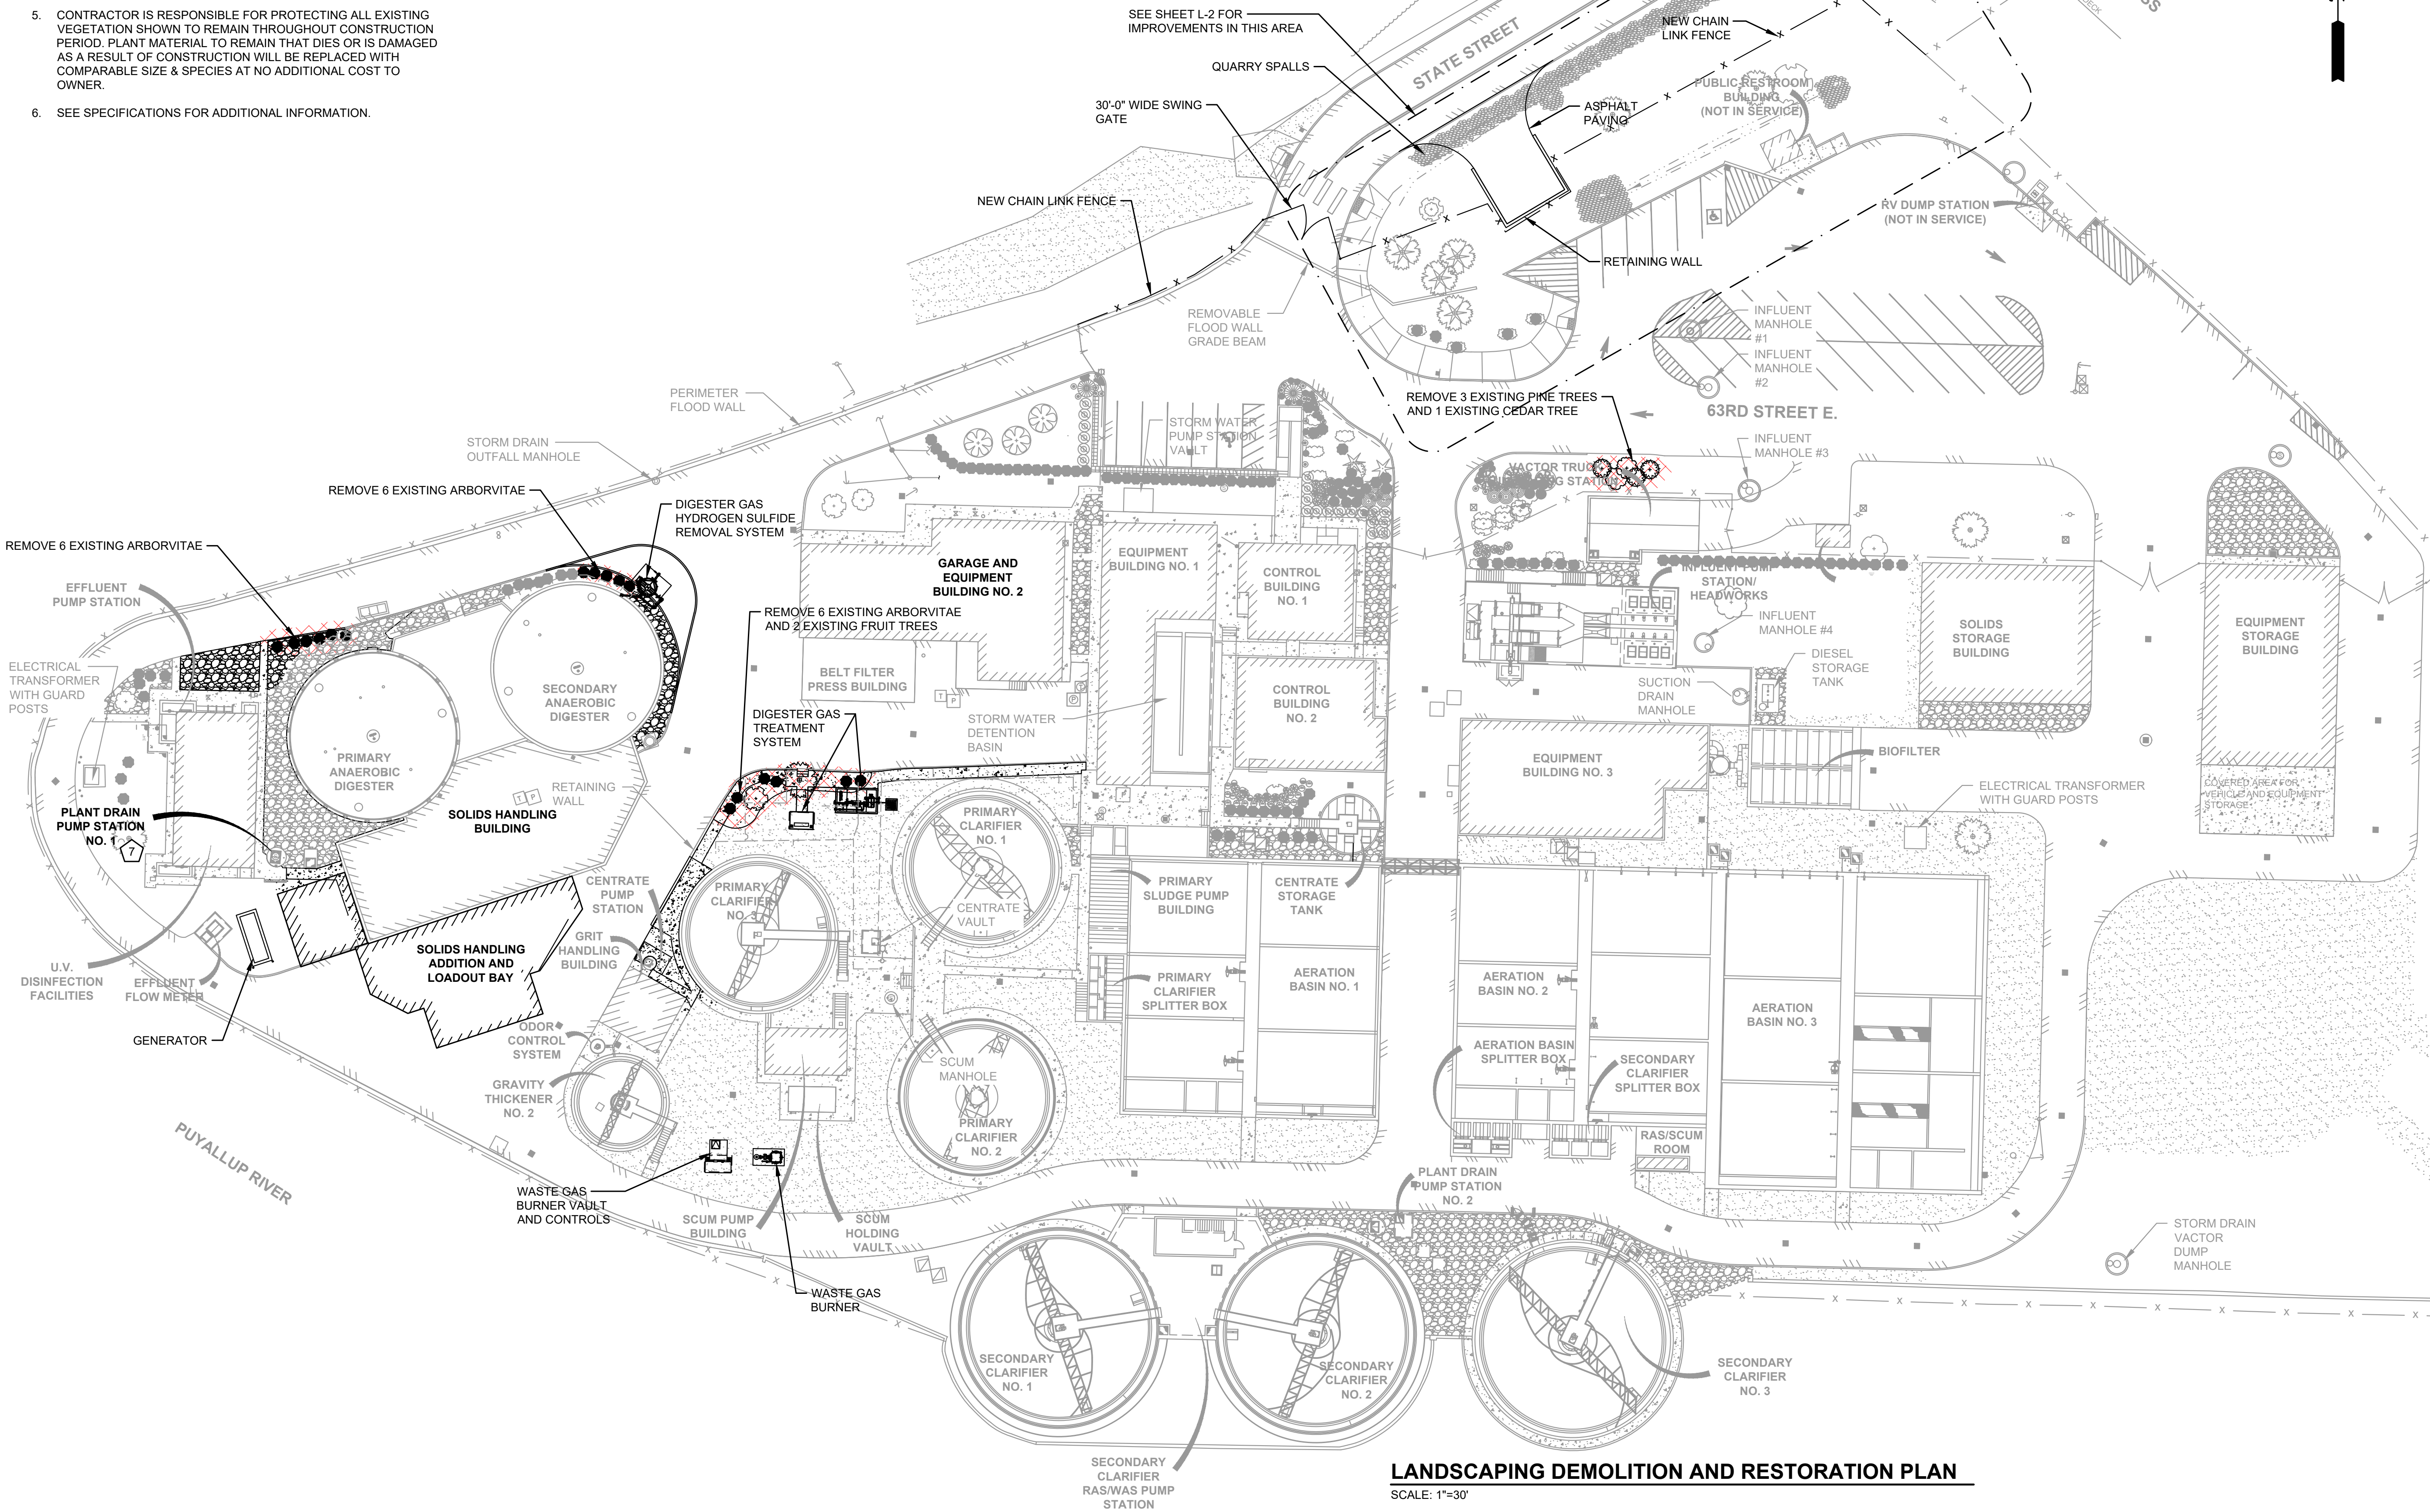 5. CONTRACTOR IS RESPONSIBLE FOR PROTECTING ALL EXISTING
VEGETATION SHOWN TO REMAIN THROUGHOUT CONSTRUCTION
PERIOD. PLANT MATERIAL TO REMAIN THAT DIES OR IS DAMAGED
AS A RESULT OF CONSTRUCTION WILL BE REPLACED WITH
COMPARABLE SIZE & SPECIES AT NO ADDITIONAL COST TO
OWNER.
6. SEE SPECIFICATIONS FOR ADDITIONAL INFORMATION.
SEE SHEET L-2 FOR
IMPROVEMENTS IN THIS AREA
QUARRY SPALLS
30'-0" WIDE SWING
GATE
STATE STREET
NEW CHAIN
LINK FENCE
ASPHALT
PAVING
PUBLIC RESTROOM
BUILDING
(NOT IN SERVICE)
NEW CHAIN LINK FENCE
RETAINING WALL
RV DUMP STATION
(NOT IN SERVICE)
REMOVABLE
FLOOD WALL
GRADE BEAM
INFLUENT
MANHOLE
#1
INFLUENT
MANHOLE
#2
PERIMETER
FLOOD WALL
REMOVE 3 EXISTING PINE TREES
AND 1 EXISTING CEDAR TREE
63RD STREET E.
STORM DRAIN
OUTFALL MANHOLE
STORM WATER
PUMP STATION
VAULT
INFLUENT
MANHOLE #3
VACTOR TRUCK
STATION
REMOVE 6 EXISTING ARBORVITAE
DIGESTER GAS
HYDROGEN SULFIDE
REMOVAL SYSTEM
REMOVE 6 EXISTING ARBORVITAE
EFFLUENT
PUMP STATION
GARAGE AND
EQUIPMENT
BUILDING NO. 2
EQUIPMENT
BUILDING NO. 1
CONTROL
BUILDING
NO. 1
INFLUENT PUMP
STATION/
HEADWORKS
REMOVE 6 EXISTING ARBORVITAE
AND 2 EXISTING FRUIT TREES
INFLUENT
MANHOLE #4
SOLIDS
STORAGE
BUILDING
EQUIPMENT
STORAGE
BUILDING
ELECTRICAL
TRANSFORMER
WITH GUARD
POSTS
SECONDARY
ANAEROBIC
DIGESTER
BELT FILTER
PRESS BUILDING
DIESEL
STORAGE
TANK
SUCTION
DRAIN
MANHOLE
CONTROL
BUILDING
NO. 2
T P
P
DIGESTER GAS
TREATMENT
SYSTEM
STORM WATER
DETENTION
BASIN
PRIMARY
ANAEROBIC
DIGESTER
EQUIPMENT
BUILDING NO. 3
BIOFILTER
RETAINING
WALL
T P
ELECTRICAL TRANSFORMER
WITH GUARD POSTS
COVERED AREA FOR
VEHICLE AND EQUIPMENT
STORAGE
PLANT DRAIN
PUMP STATION
NO. 1
7
SOLIDS HANDLING
BUILDING
PRIMARY
CLARIFIER
NO. 1
CENTRATE
PUMP
STATION
PRIMARY
CLARIFIER
NO. 3
CENTRATE
VAULT
PRIMARY
SLUDGE PUMP
BUILDING
CENTRATE
STORAGE
TANK
GRIT
HANDLING
BUILDING
SOLIDS HANDLING
ADDITION AND
LOADOUT BAY
U.V.
DISINFECTION
FACILITIES
EFFLUENT
FLOW METER
PRIMARY
CLARIFIER
SPLITTER BOX
AERATION
BASIN NO. 1
AERATION
BASIN NO. 2
AERATION
BASIN NO. 3
GENERATOR
ODOR
CONTROL
SYSTEM
SCUM
MANHOLE
AERATION BASIN
SPLITTER BOX
SECONDARY
CLARIFIER
SPLITTER BOX
GRAVITY
THICKENER
NO. 2
PRIMARY
CLARIFIER
NO. 2
RAS/SCUM
ROOM
PUYALLUP RIVER
WASTE GAS
BURNER VAULT
AND CONTROLS
SCUM PUMP
BUILDING
SCUM
HOLDING
VAULT
PLANT DRAIN
PUMP STATION
NO. 2
STORM DRAIN
VACTOR
DUMP
MANHOLE
WASTE GAS
BURNER
SECONDARY
CLARIFIER
NO. 1
SECONDARY
CLARIFIER
NO. 2
SECONDARY
CLARIFIER
NO. 3
SECONDARY
CLARIFIER
RAS/WAS PUMP
STATION
LANDSCAPING DEMOLITION AND RESTORATION PLAN
SCALE: 1"=30'